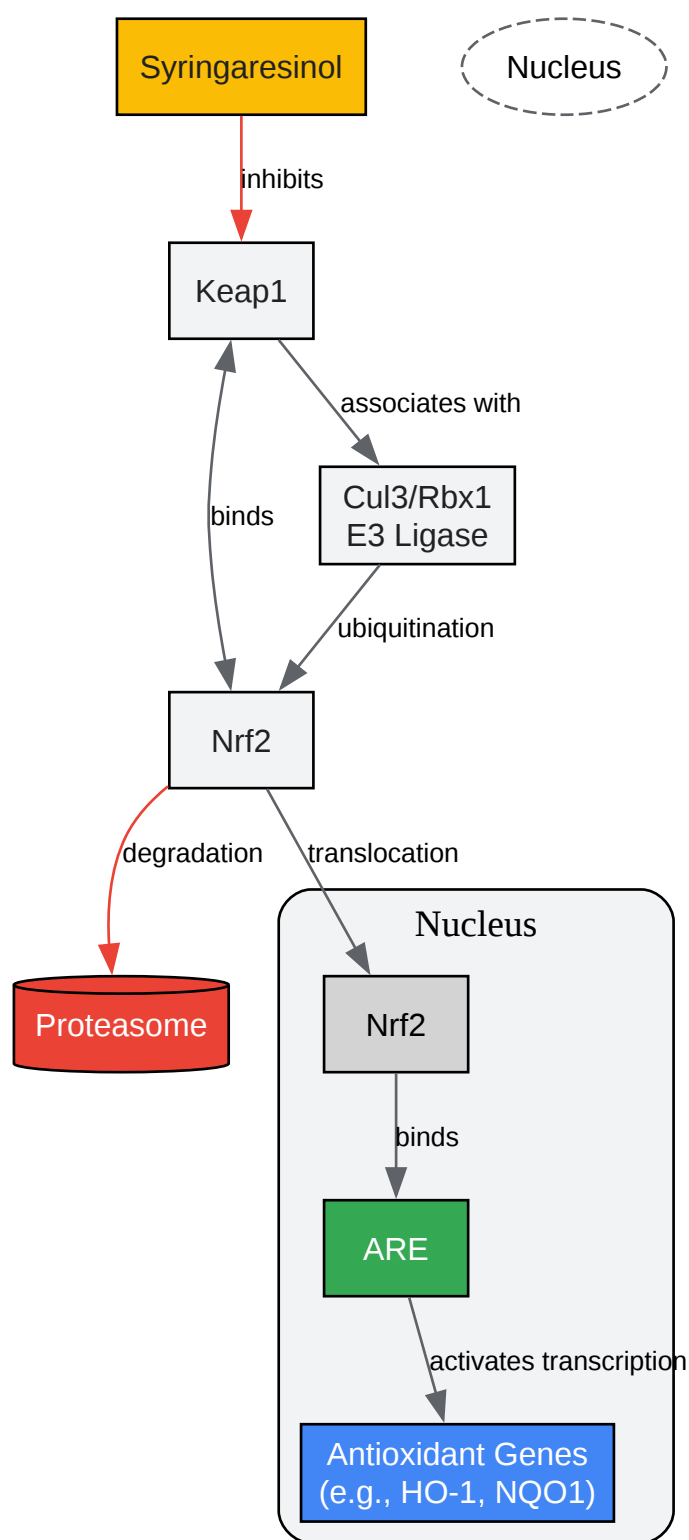 Syringaresinol
Nucleus
inhibits
Keap1
associates with
Cul3/Rbx1
E3 Ligase
binds
ubiquitination
Nrf2
degradation
translocation
Nucleus
Proteasome
Nrf2
binds
ARE
activates transcription
Antioxidant Genes
(e.g., HO-1, NQO1)